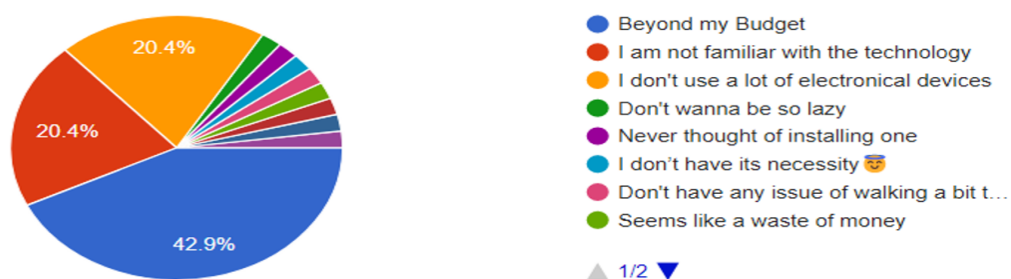 20.4%
20.4%
42.9%
Beyond my Budget
I am not familiar with the technology
I don't use a lot of electronical devices
Don't wanna be so lazy
Never thought of installing one
I don’t have its necessity😇
Don't have any issue of walking a bit t...
Seems like a waste of money
1/2